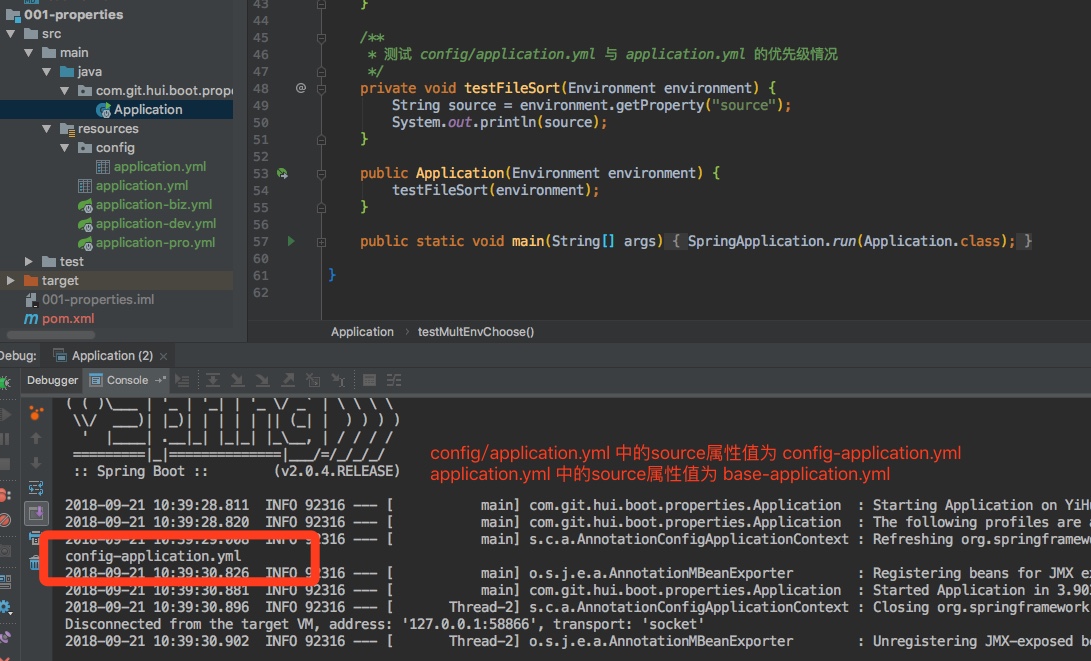 001-properties
src
main
java
com.git.hui.boot.prope
Application
resources
config
application.yml
application.yml
application-biz.yml
application-dev.yml
application-pro.yml
test
target
001-properties.iml
pom.xml
43 }
44
45 /**
46 * 测试 config/application.yml 与 application.yml 的优先级情况
47 */
48 @ private void testFileSort(Environment environment) {
49 String source = environment.getProperty("source");
50 System.out.println(source);
51 }
52
53 public Application(Environment environment) {
54 testFileSort(environment);
55 }
56
57 public static void main(String[] args) { SpringApplication.run(Application.class); }
60
61 }
62
Application › testMultEnvChoose()
Debug: Application (2) ×
Debugger Console
:: Spring Boot :: (v2.0.4.RELEASE)
config/application.yml 中的source属性值为 config-application.yml
application.yml 中的source属性值为 base-application.yml
2018-09-21 10:39:28.811 INFO 92316 --- [ main] com.git.hui.boot.properties.Application : Starting Application on YiHu
2018-09-21 10:39:28.820 INFO 92316 --- [ main] com.git.hui.boot.properties.Application : The following profiles are a
2018-09-21 10:39:29.008 INFO 92316 --- [ main] s.c.a.AnnotationConfigApplicationContext : Refreshing org.springframew
config-application.yml
2018-09-21 10:39:30.826 INFO 92316 --- [ main] o.s.j.e.a.AnnotationMBeanExporter : Registering beans for JMX ex
2018-09-21 10:39:30.881 INFO 92316 --- [ main] com.git.hui.boot.properties.Application : Started Application in 3.903
2018-09-21 10:39:30.896 INFO 92316 --- [ Thread-2] s.c.a.AnnotationConfigApplicationContext : Closing org.springframework
Disconnected from the target VM, address: '127.0.0.1:58866', transport: 'socket'
2018-09-21 10:39:30.902 INFO 92316 --- [ Thread-2] o.s.j.e.a.AnnotationMBeanExporter : Unregistering JMX-exposed be